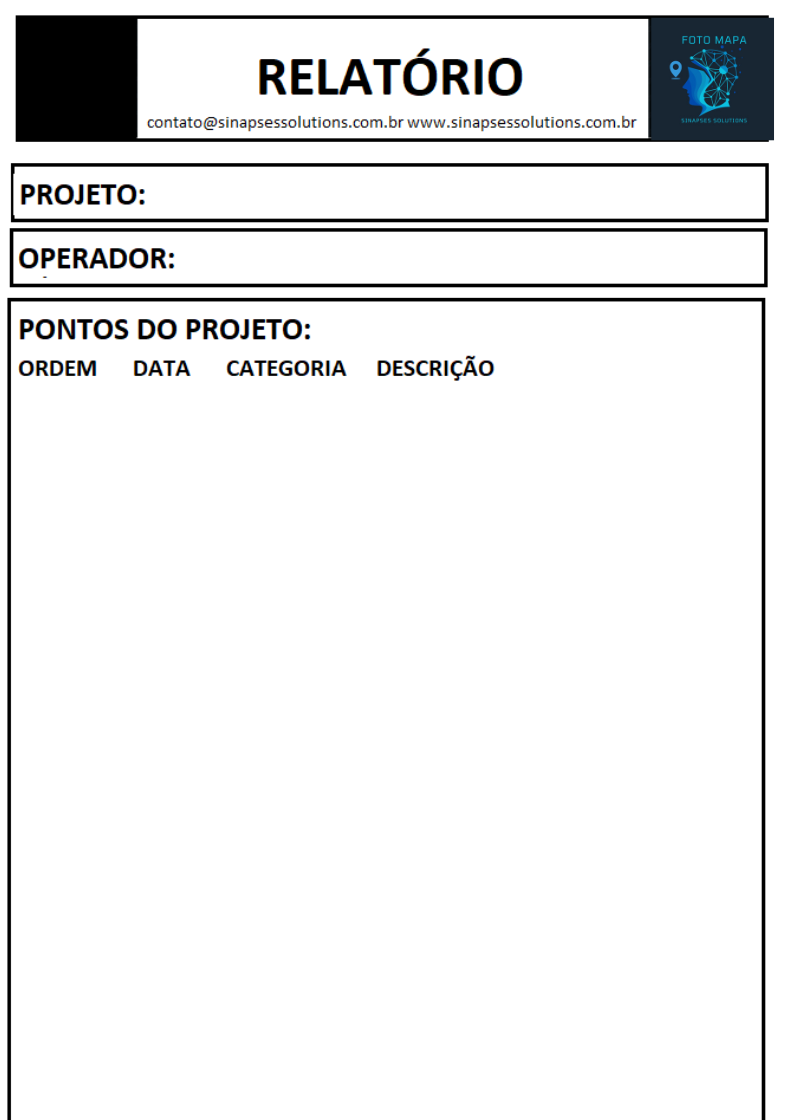 RELATÓRIO
contato@sinapsessolutions.com.br www.sinapsessolutions.com.br
FOTO MAPA
SINAPSES SOLUTIONS
PROJETO:
OPERADOR:
PONTOS DO PROJETO:
ORDEM DATA CATEGORIA DESCRIÇÃO